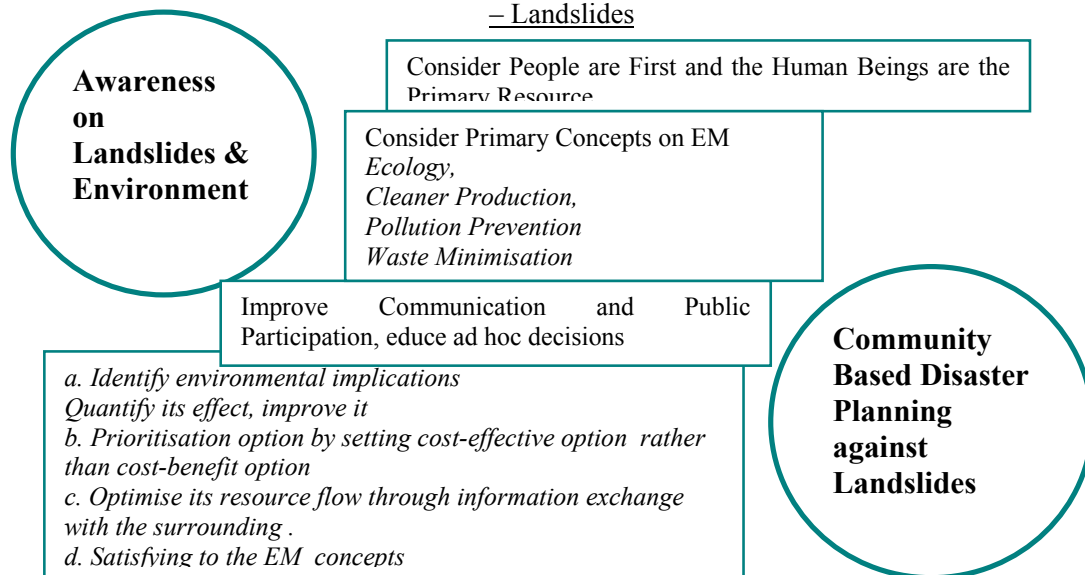 – Landslides
Awareness
on
Landslides &
Environment
Consider People are First and the Human Beings are the
Primary Resource
Consider Primary Concepts on EM
Ecology,
Cleaner Production,
Pollution Prevention
Waste Minimisation
Improve Communication and Public
Participation, educe ad hoc decisions
a. Identify environmental implications
Quantify its effect, improve it
b. Prioritisation option by setting cost-effective option rather
than cost-benefit option
c. Optimise its resource flow through information exchange
with the surrounding .
d. Satisfying to the EM concepts
Community
Based Disaster
Planning
against
Landslides